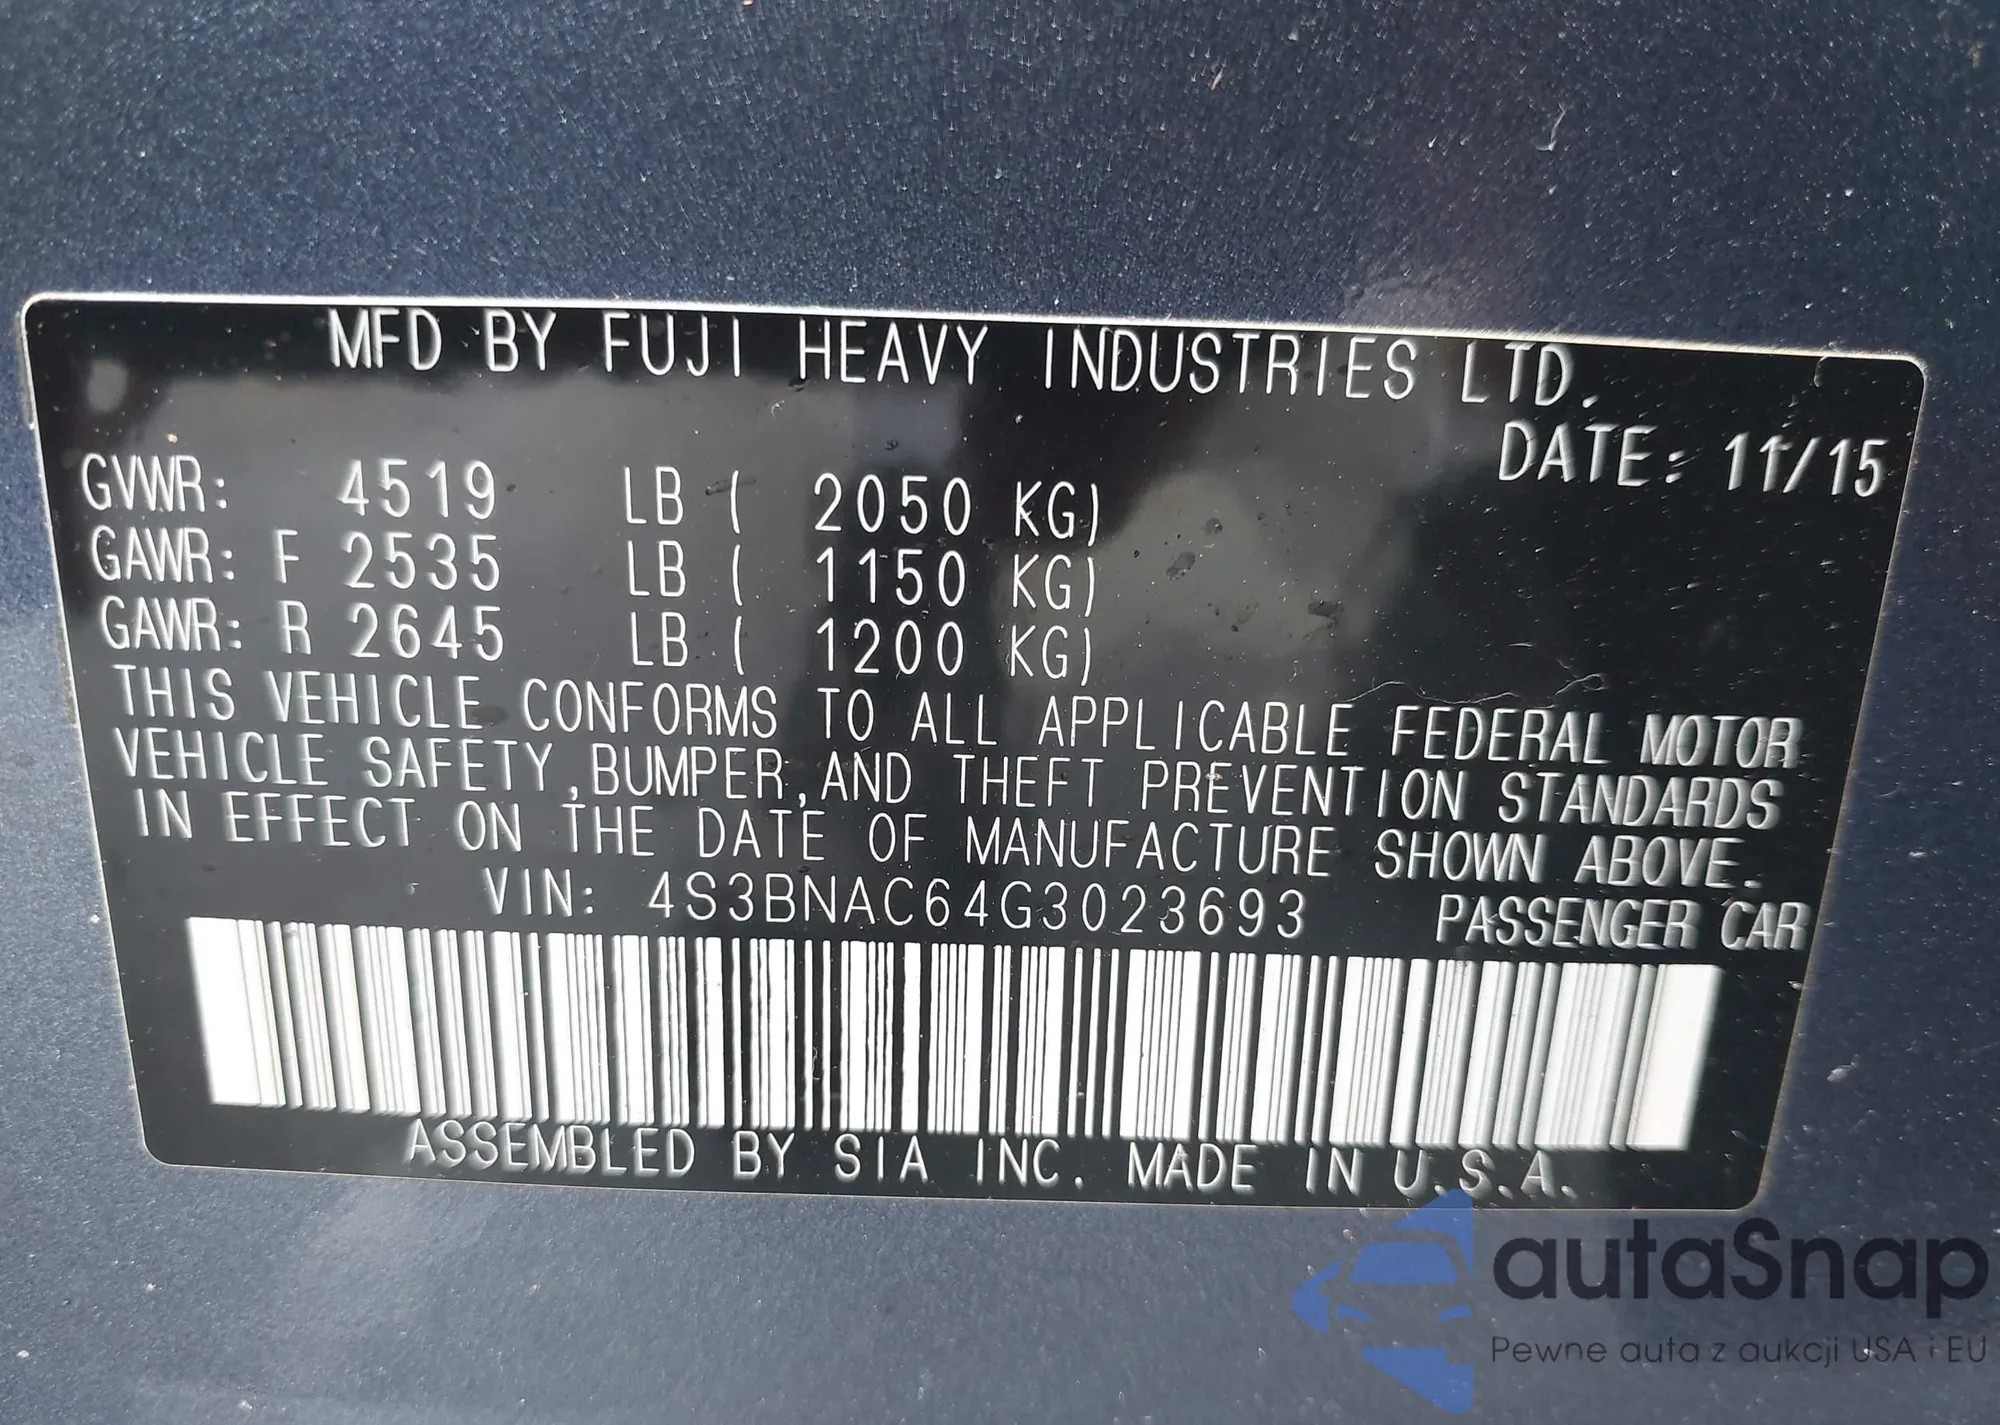 MFD BY FUJI HEAVY INDUSTRIES LTD.
DATE: 11/15
GVWR: 4519 LB ( 2050 KG)
GAWR: F 2535 LB ( 1150 KG)
GAWR: R 2645 LB ( 1200 KG)
THIS VEHICLE CONFORMS TO ALL APPLICABLE FEDERAL MOTOR
VEHICLE SAFETY,BUMPER,AND THEFT PREVENTION STANDARDS
IN EFFECT ON THE DATE OF MANUFACTURE SHOWN ABOVE.
VIN: 4S3BNAC64G3023693 PASSENGER CAR
ASSEMBLED BY SIA INC. MADE IN U.S.A.
autaSnap
Pewne auta z aukcji USA i EU